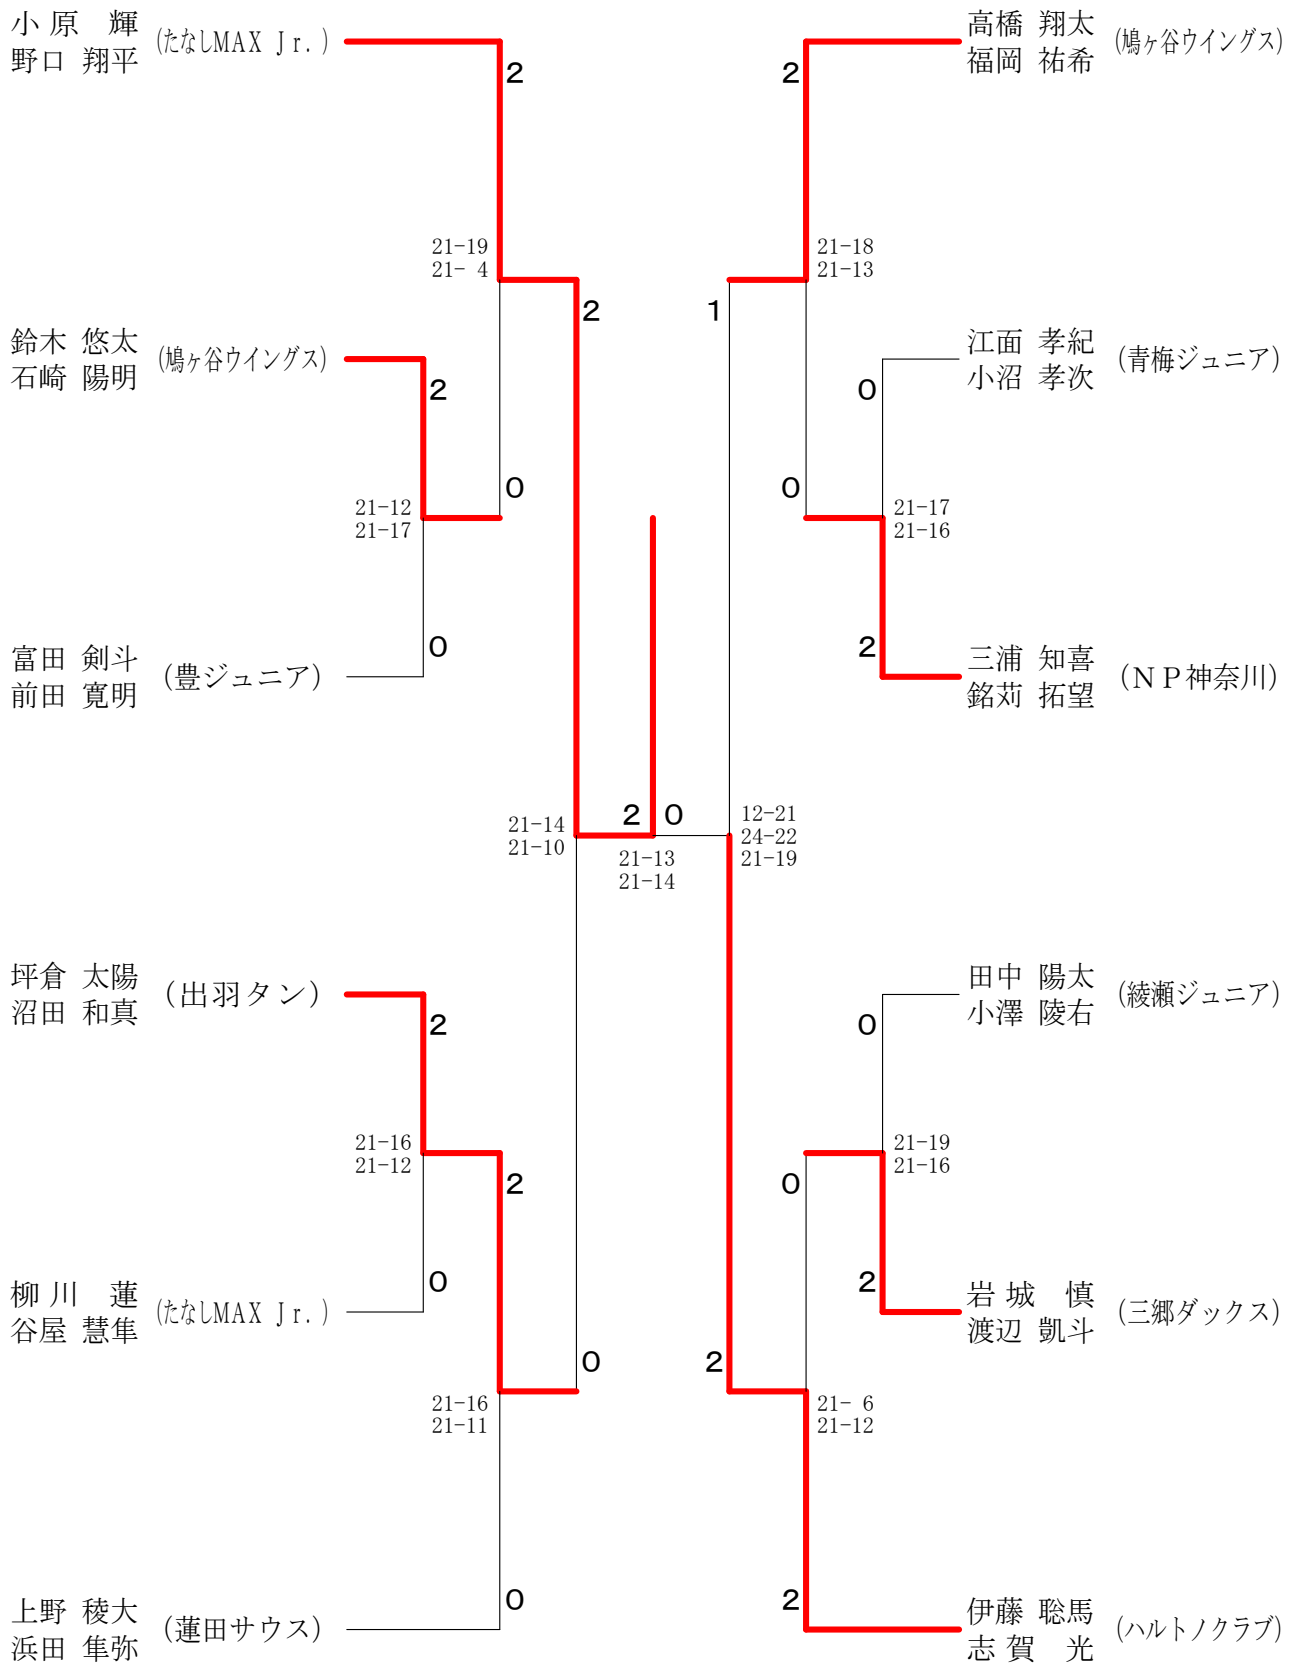 小原 輝
野口 翔平
(たなしMAX Jr.)
2
21-19
21- 4
2
鈴木 悠太
石崎 陽明
(鳩ヶ谷ウイングス)
2
0
21-12
21-17
0
富田 剣斗
前田 寛明
(豊ジュニア)
21-14
21-10
2
0
21-13
21-14
坪倉 太陽
沼田 和真
(出羽タン)
2
21-16
21-12
2
0
柳川 蓮
谷屋 慧隼
(たなしMAX Jr.)
0
21-16
21-11
0
上野 稜大
浜田 隼弥
(蓮田サウス)
高橋 翔太
福岡 祐希
(鳩ヶ谷ウイングス)
2
21-18
21-13
1
江面 孝紀
小沼 孝次
(青梅ジュニア)
0
0
21-17
21-16
2
三浦 知喜
銘苅 拓望
(NP神奈川)
12-21
24-22
21-19
田中 陽太
小澤 陵右
(綾瀬ジュニア)
0
21-19
21-16
0
2
岩城 慎
渡辺 凱斗
(三郷ダックス)
2
21- 6
21-12
2
伊藤 聡馬
志賀 光
(ハルトノクラブ)